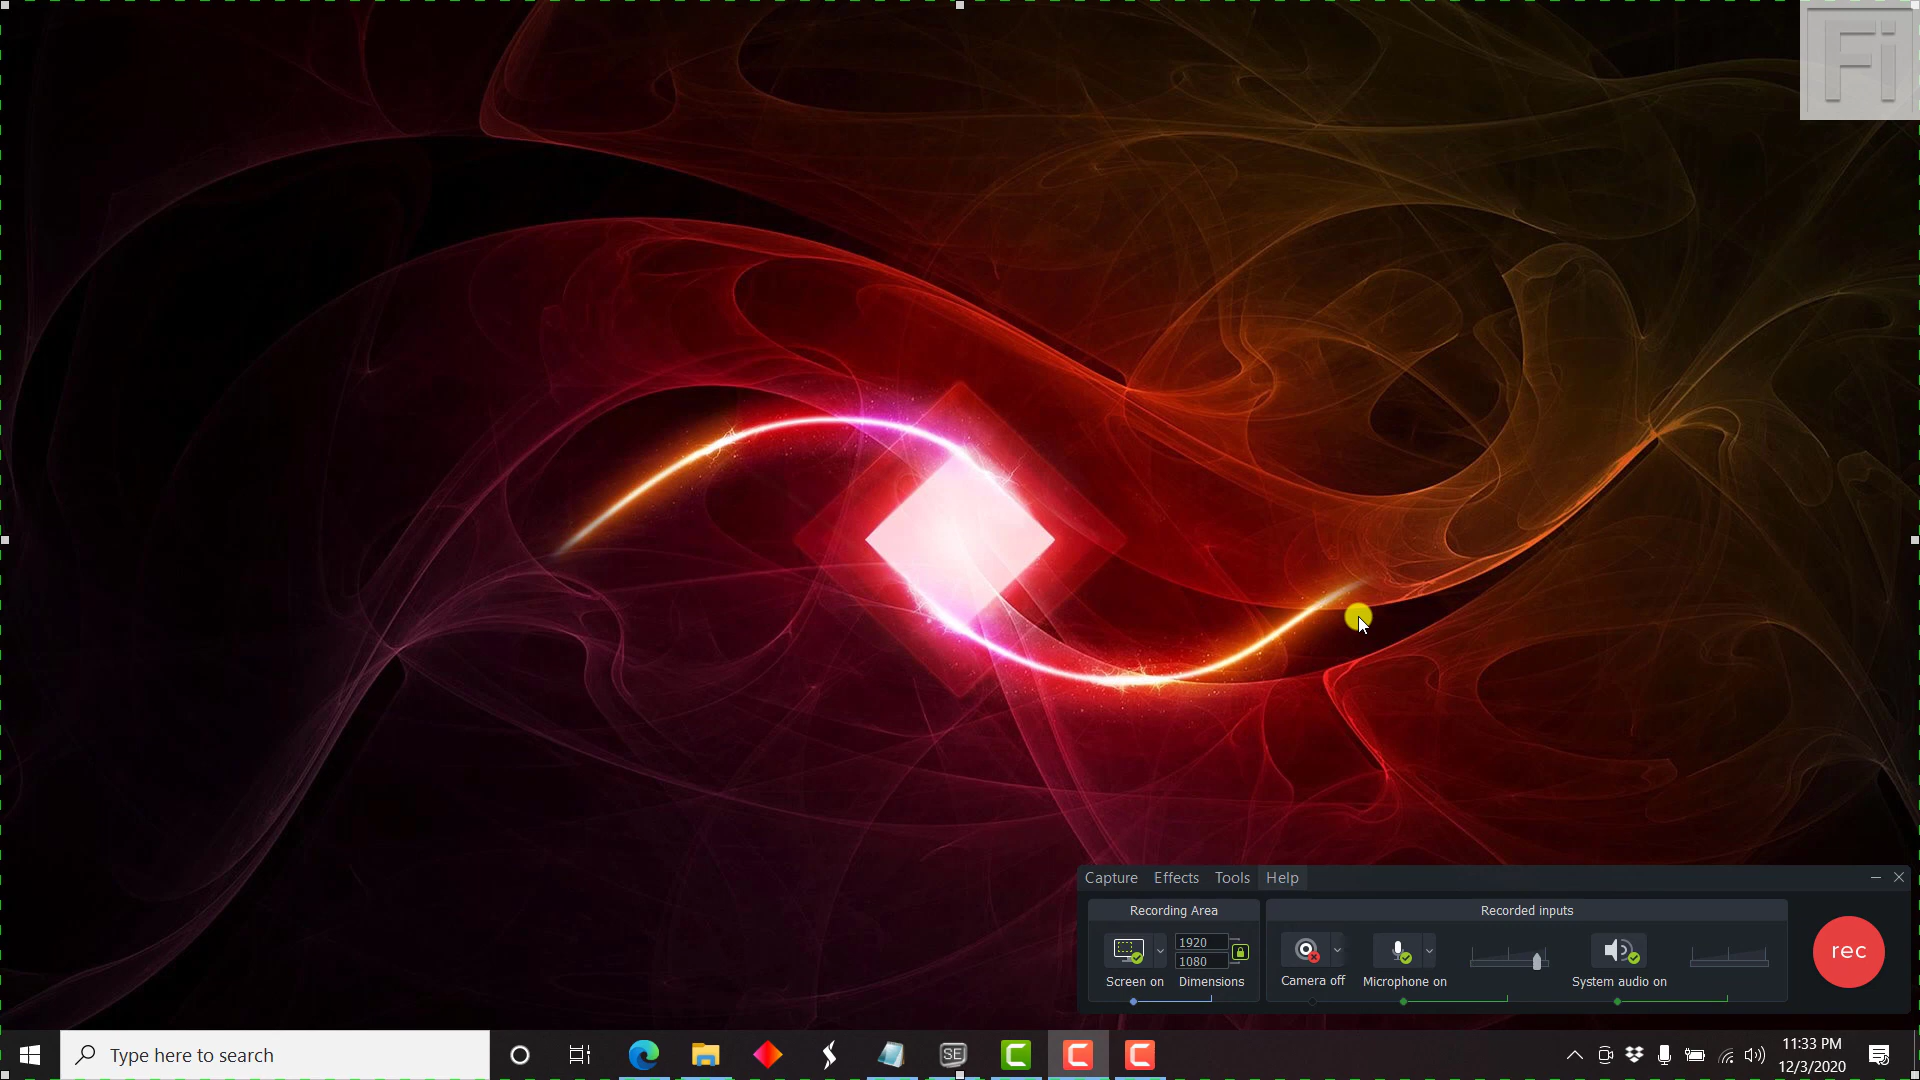 Fi
Capture Effects Tools Help
Recording Area
Recorded inputs
1920
1080
Screen on Dimensions
Camera off Microphone on System audio on
rec
Type here to search
SE
11:33 PM
12/3/2020